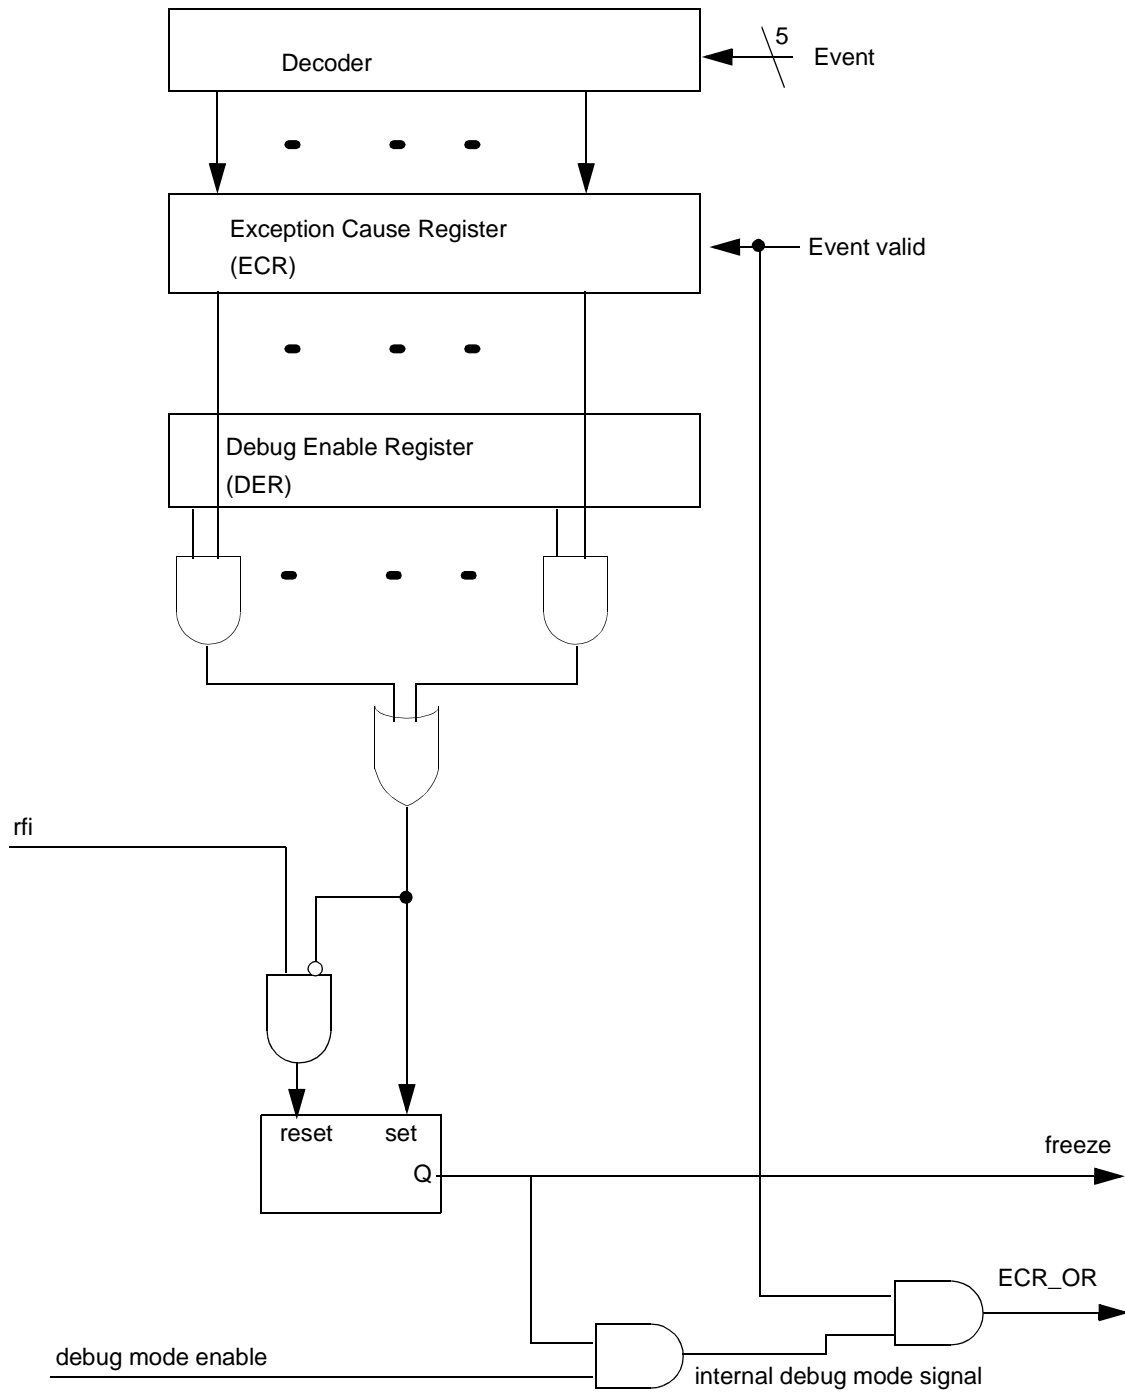 5
Decoder
Event
Exception Cause Register
(ECR)
Event valid
Debug Enable Register
(DER)
rfi
reset
set
Q
freeze
ECR_OR
debug mode enable
internal debug mode signal